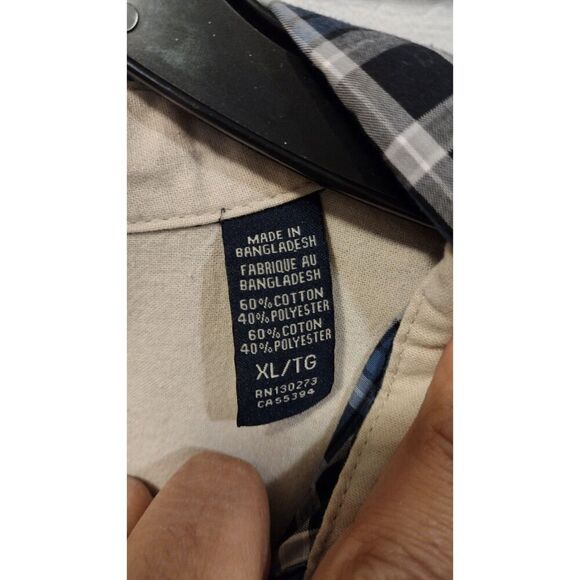 MADE IN
BANGLADESH
FABRIQUE AU
BANGLADESH
60% COTTON
40% POLYESTER
60% COTON
40% POLYESTER
XL/TG
RN130273
CA55394